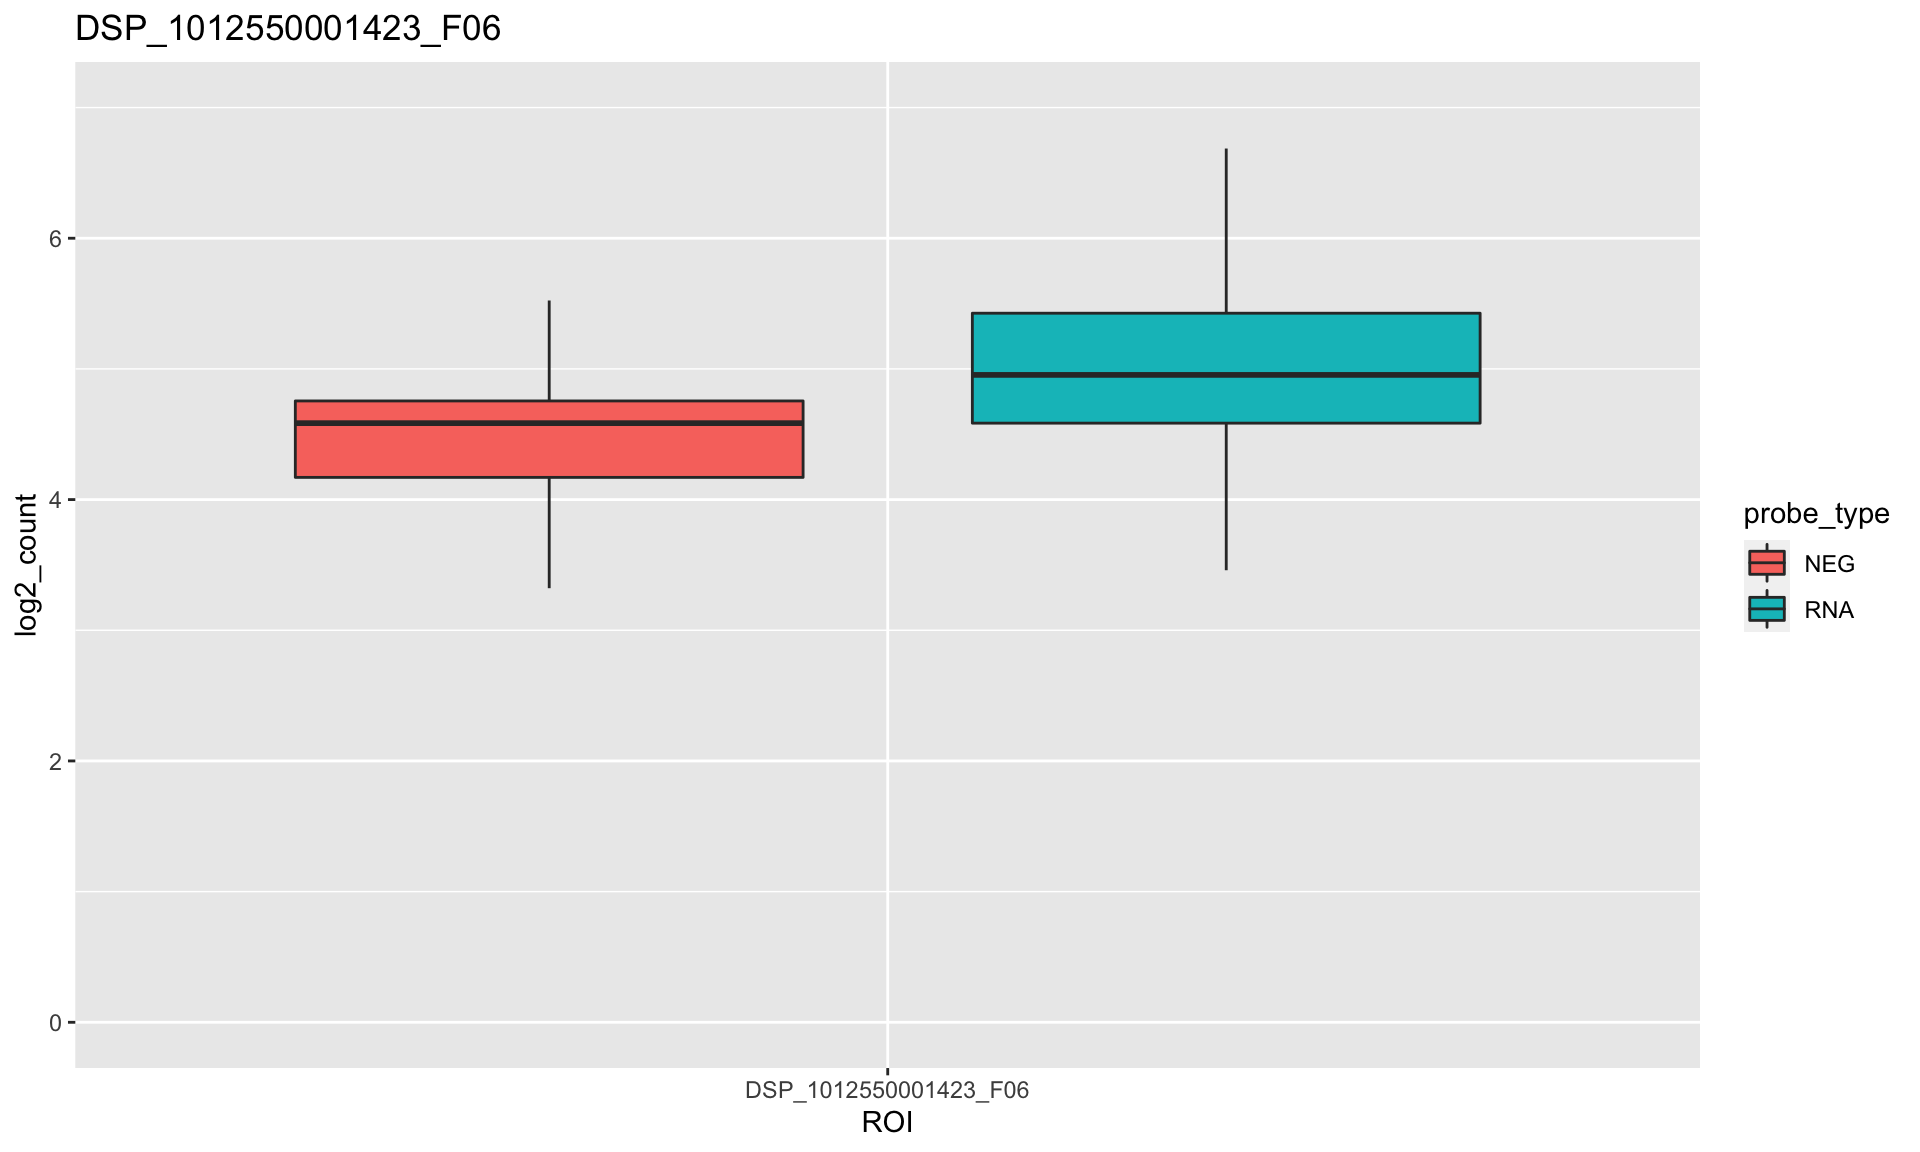 DSP_1012550001423_F06
log2_count
6
4
2
0
DSP_1012550001423_F06
ROI
probe_type
NEG
RNA